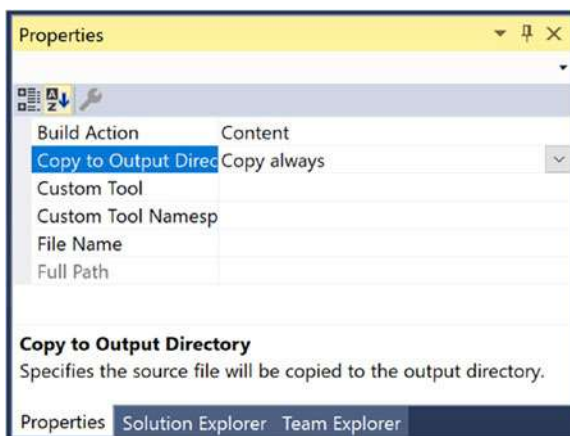 Properties
Build Action Content
Copy to Output Direc Copy always
Custom Tool
Custom Tool Namesp
File Name
Full Path
Copy to Output Directory
Specifies the source file will be copied to the output directory.
Properties Solution Explorer Team Explorer